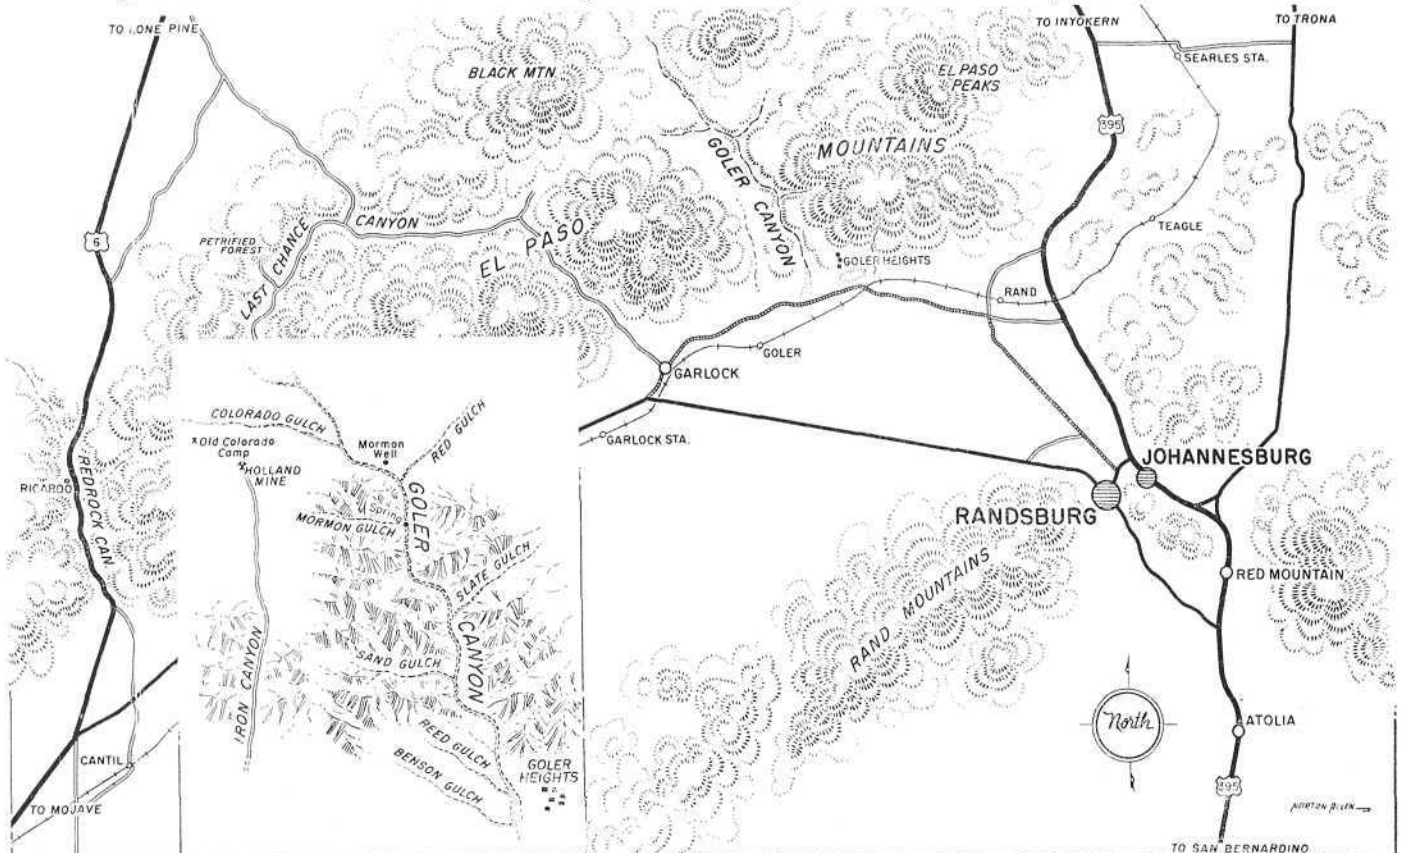 TO LONE PINE
TO INYOKERN
TO TRONA
SEARLES STA.
BLACK MTN
EL PASO
PEAKS
395
MOUNTAINS
GOLER CANYON
TEAGLE
PETRIFIED
FOREST
LAST CHANCE CANYON
EL PASO
6
GOLER HEIGHTS
RAND
GOLER
GARLOCK
GARLOCK STA.
COLORADO GULCH
RED GULCH
Old Colorado
Camp
Mormon
Well
HOLLAND
MINE
GOLER
Spring
MORMON GULCH
SLATE GULCH
CANYON
SAND GULCH
IRON CANYON
REED GULCH
BENSON GULCH
GOLER
HEIGHTS
RICARDO
REDROCK CAN
CANTIL
TO MOJAVE
JOHANNESBURG
RANDSBURG
RAND MOUNTAINS
RED MOUNTAIN
North
ATOLIA
395
NORTON ALLEN
TO SAN BERNARDINO